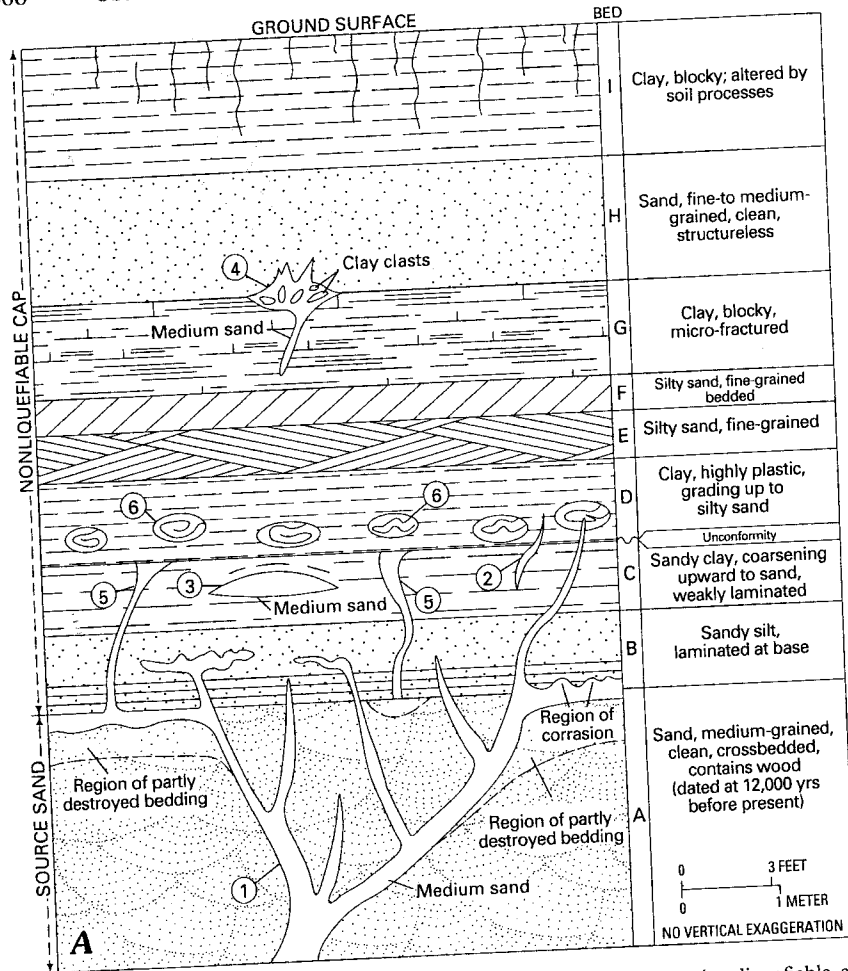 GROUND SURFACE
BED
I
Clay, blocky; altered by
soil processes
H
Sand, fine-to medium-
grained, clean,
structureless
4
Clay clasts
Medium sand
G
Clay, blocky,
micro-fractured
F
Silty sand, fine-grained
bedded
E
Silty sand, fine-grained
D
Clay, highly plastic,
grading up to
silty sand
6
6
Unconformity
C
Sandy clay, coarsening
upward to sand,
weakly laminated
5
3
Medium sand
5
2
B
Sandy silt,
laminated at base
NONLIQUEFIABLE CAP
SOURCE SAND
Region of
corrasion
Region of partly
destroyed bedding
Region of partly
destroyed bedding
A
Sand, medium-grained,
clean, crossbedded,
contains wood
(dated at 12,000 yrs
before present)
1
Medium sand
0 3 FEET
0 1 METER
NO VERTICAL EXAGGERATION
A